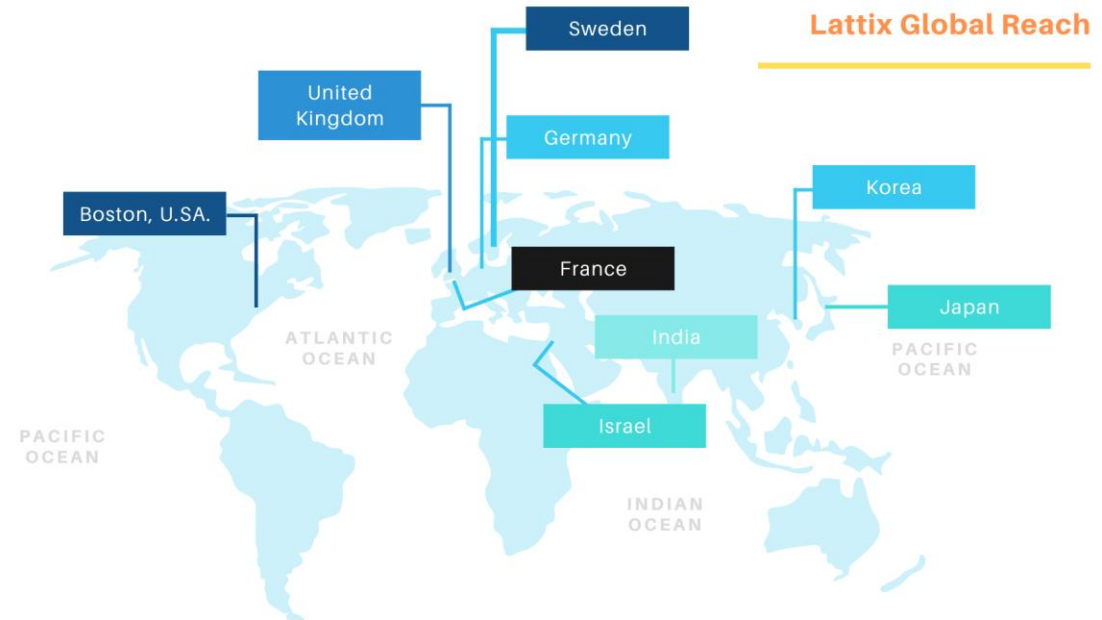 Lattix Global Reach
Sweden
United
Kingdom
Germany
Korea
Boston, U.SA.
France
Japan
India
ATLANTIC
OCEAN
PACIFIC
OCEAN
Israel
PACIFIC
OCEAN
INDIAN
OCEAN